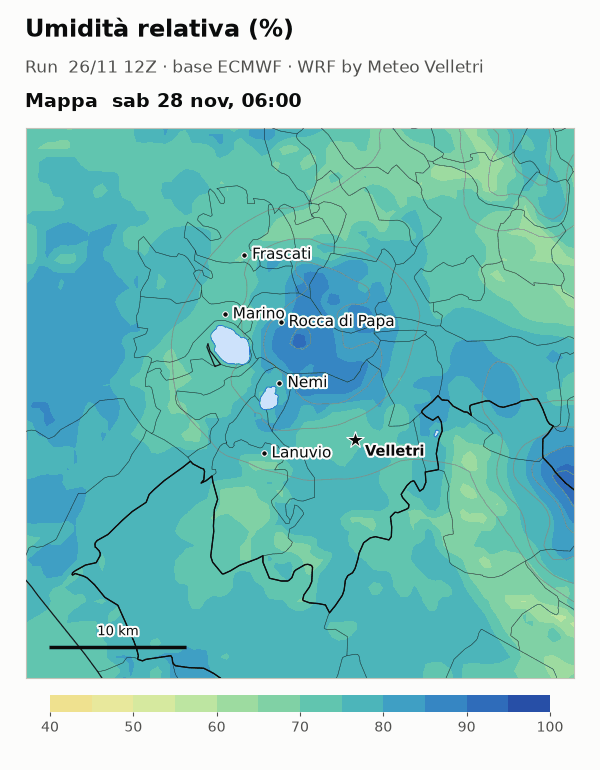 Umidità relativa (%)
Run  26/11 12Z · base ECMWF · WRF by Meteo Velletri
Mappa  sab 28 nov, 06:00
Frascati
Marino
Rocca di Papa
Nemi
Velletri
Lanuvio
10 km
40 50 60 70 80 90 100